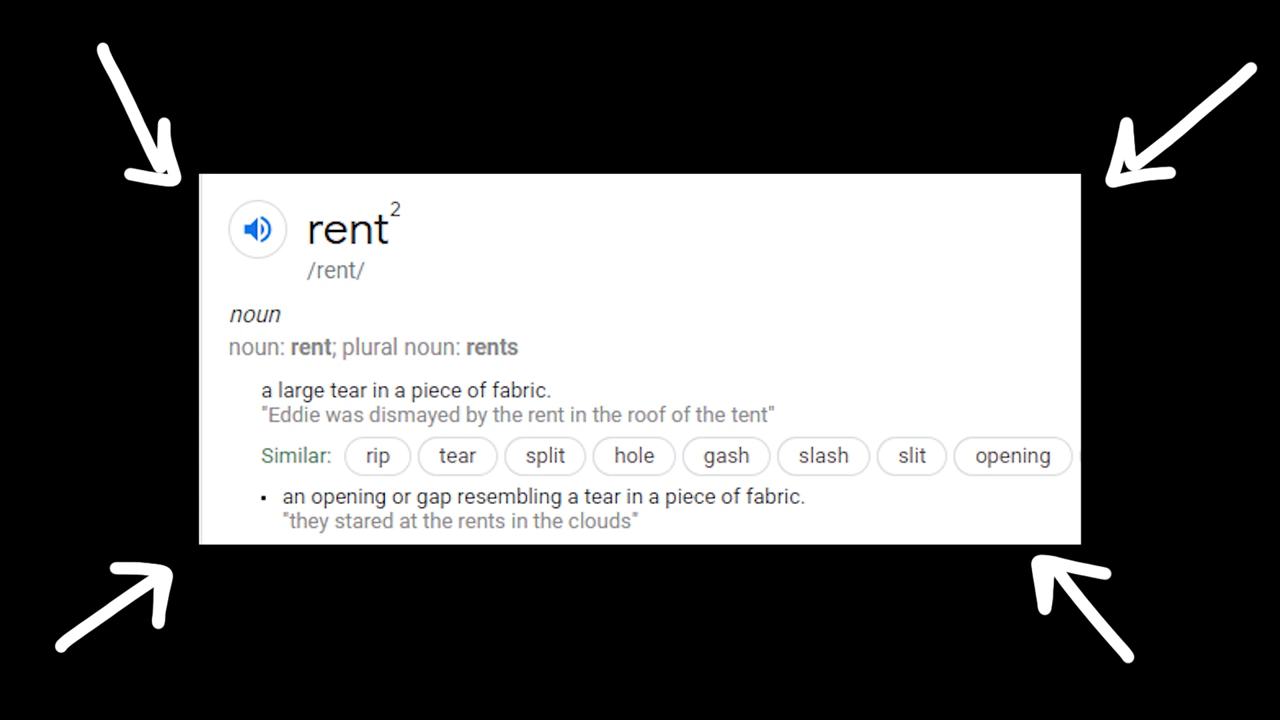 rent²
/rent/
noun
noun: rent; plural noun: rents
a large tear in a piece of fabric.
"Eddie was dismayed by the rent in the roof of the tent"
Similar: rip tear split hole gash slash slit opening
▪ an opening or gap resembling a tear in a piece of fabric.
"they stared at the rents in the clouds"